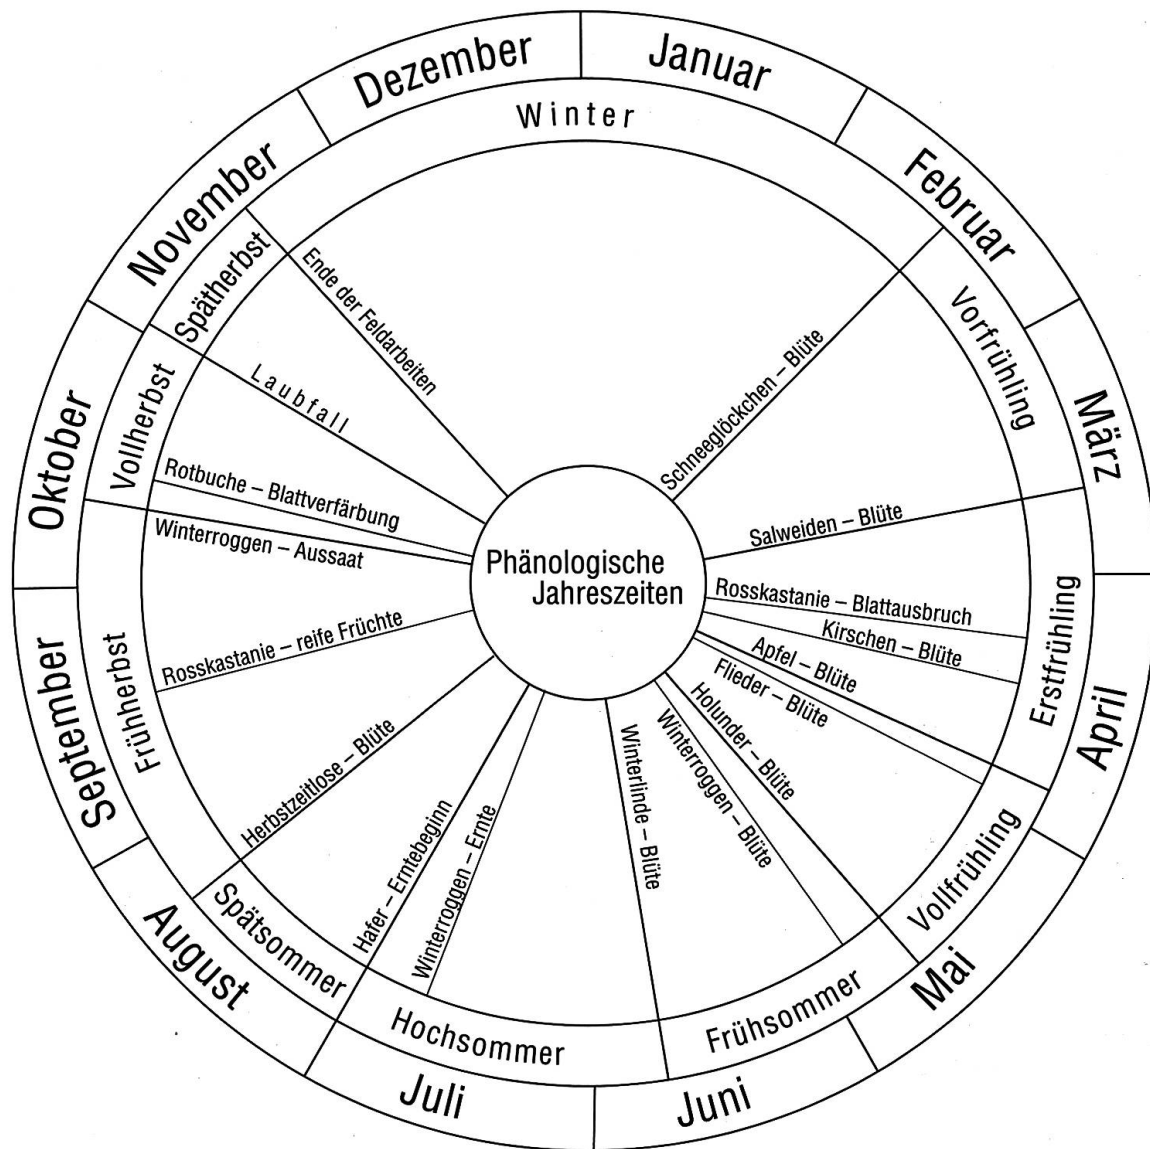 Januar
Februar
März
April
Mai
Juni
Juli
August
September
Oktober
November
Dezember
Winter
Vorfrühling
Erstfrühling
Vollfrühling
Frühsommer
Hochsommer
Spätsommer
Frühherbst
Vollherbst
Spätherbst
Schneeglöckchen – Blüte
Salweiden – Blüte
Rosskastanie – Blattausbruch
Kirschen – Blüte
Apfel – Blüte
Flieder – Blüte
Holunder – Blüte
Winterroggen – Blüte
Winterlinde – Blüte
Winterroggen – Ernte
Hafer – Erntebeginn
Herbstzeitlose – Blüte
Rosskastanie – reife Früchte
Winterroggen – Aussaat
Rotbuche – Blattverfärbung
Laubfall
Ende der Feldarbeiten
Phänologische
Jahreszeiten